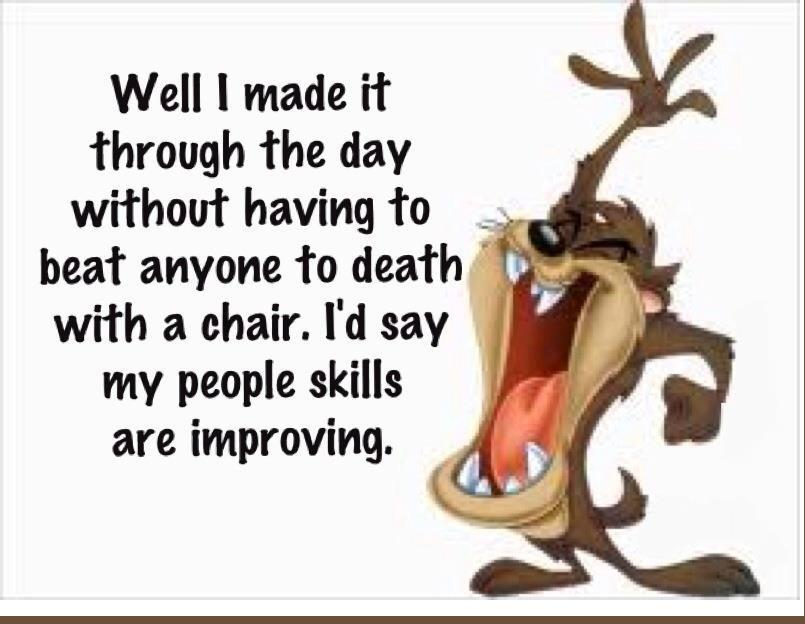 Well I made it
through the day
without having to
beat anyone to death
with a chair. I'd say
my people skills
are improving.